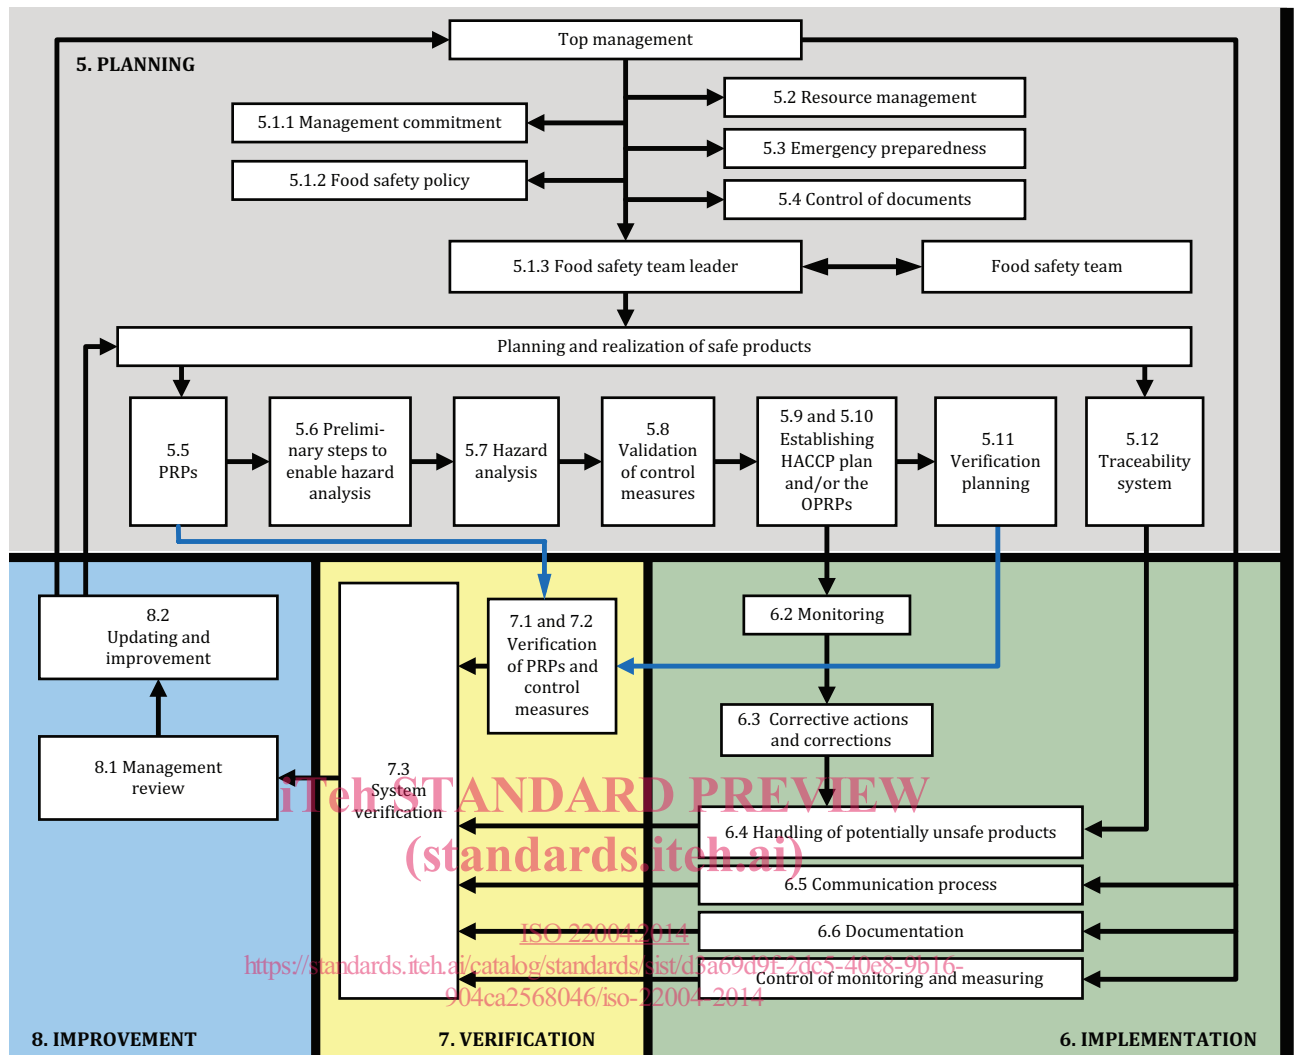 Top management
5. PLANNING
5.2 Resource management
5.1.1 Management commitment
5.3 Emergency preparedness
5.1.2 Food safety policy
5.4 Control of documents
5.1.3 Food safety team leader
Food safety team
Planning and realization of safe products
5.5
PRPs
5.6 Prelimi-
nary steps to
enable hazard
analysis
5.7 Hazard
analysis
5.8
Validation
of control
measures
5.9 and 5.10
Establishing
HACCP plan
and/or the
OPRPs
5.11
Verification
planning
5.12
Traceability
system
8.2
Updating and
improvement
7.1 and 7.2
Verification
of PRPs and
control
measures
6.2 Monitoring
6.3 Corrective actions
and corrections
8.1 Management
review
7.3
System
verification
iTeh STANDARD PREVIEW
(standards.iteh.ai)
6.4 Handling of potentially unsafe products
6.5 Communication process
6.6 Documentation
ISO 22004:2014
https://standards.iteh.ai/catalog/standards/sist/d3a69d9f-2dc5-40e8-9b16-
904ca2568046/iso-22004-2014
Control of monitoring and measuring
8. IMPROVEMENT
7. VERIFICATION
6. IMPLEMENTATION